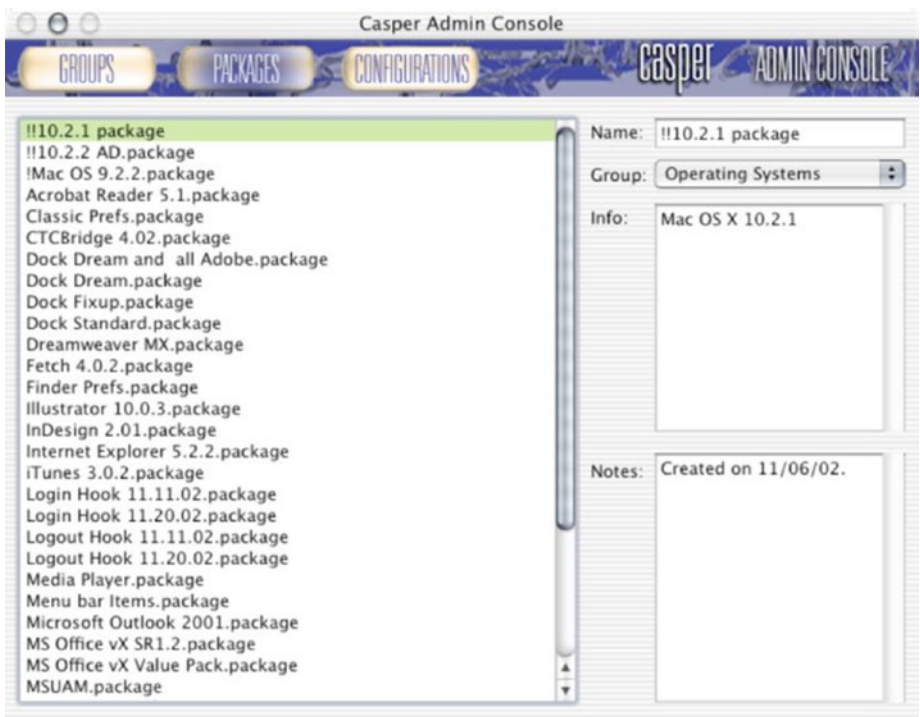 Casper Admin Console
GROUPS PACKAGES CONFIGURATIONS casper ADMIN CONSOLE
!!10.2.1 package
!!10.2.2 AD.package
!Mac OS 9.2.2.package
Acrobat Reader 5.1.package
Classic Prefs.package
CTCBridge 4.02.package
Dock Dream and  all Adobe.package
Dock Dream.package
Dock Fixup.package
Dock Standard.package
Dreamweaver MX.package
Fetch 4.0.2.package
Finder Prefs.package
Illustrator 10.0.3.package
InDesign 2.01.package
Internet Explorer 5.2.2.package
iTunes 3.0.2.package
Login Hook 11.11.02.package
Login Hook 11.20.02.package
Logout Hook 11.11.02.package
Logout Hook 11.20.02.package
Media Player.package
Menu bar Items.package
Microsoft Outlook 2001.package
MS Office vX SR1.2.package
MS Office vX Value Pack.package
MSUAM.package
Name: !!10.2.1 package
Group: Operating Systems
Info: Mac OS X 10.2.1
Notes: Created on 11/06/02.